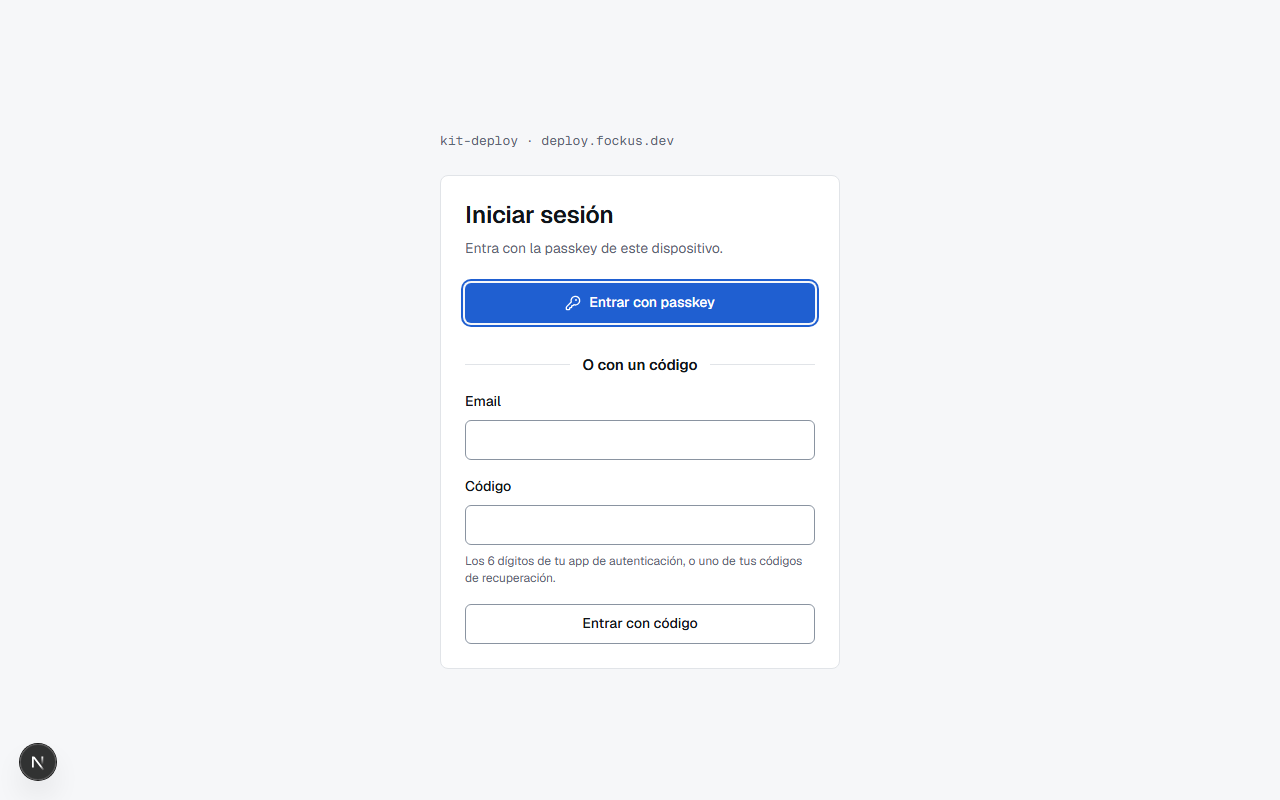 kit-deploy · deploy.fockus.dev
Iniciar sesión
Entra con la passkey de este dispositivo.
Entrar con passkey
O con un código
Email
Código
Los 6 dígitos de tu app de autenticación, o uno de tus códigos
de recuperación.
Entrar con código
N